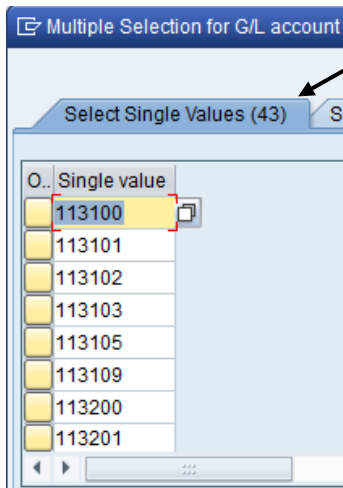 Multiple Selection for G/L account
Select Single Values (43) S
O.. Single value
113100
113101
113102
113103
113105
113109
113200
113201